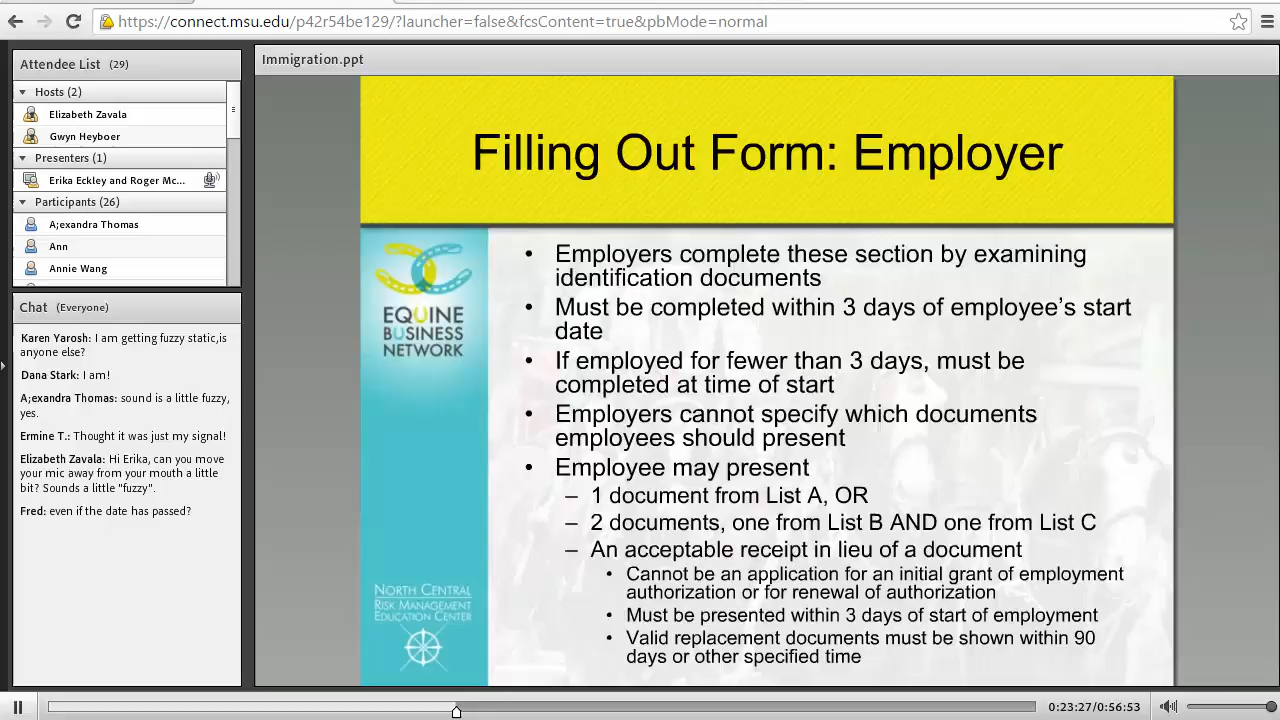 https://connect.msu.edu/p42r54be129/?launcher=false&fcsContent=true&pbMode=normal
Attendee List (29)
Hosts (2)
Elizabeth Zavala
Gwyn Heyboer
Presenters (1)
Erika Eckley and Roger Mc...
Participants (26)
A;exandra Thomas
Ann
Annie Wang
Chat (Everyone)
Karen Yarosh: I am getting fuzzy static,is
anyone else?
Dana Stark: I am!
A;exandra Thomas: sound is a little fuzzy,
yes.
Ermine T.: Thought it was just my signal!
Elizabeth Zavala: Hi Erika, can you move
your mic away from your mouth a little
bit? Sounds a little "fuzzy"
Fred: even if the date has passed?
Immigration.ppt
Filling Out Form: Employer
EQUINE
BUSINESS
NETWORK
NORTH CENTRAL
RISK MANAGEMENT
EDUCATION CENTER
• Employers complete these section by examining
identification documents
• Must be completed within 3 days of employee's start
date
• If employed for fewer than 3 days, must be
completed at time of start
• Employers cannot specify which documents
employees should present
• Employee may present
– 1 document from List A, OR
– 2 documents, one from List B AND one from List C
– An acceptable receipt in lieu of a document
• Cannot be an application for an initial grant of employment
authorization or for renewal of authorization
• Must be presented within 3 days of start of employment
• Valid replacement documents must be shown within 90
days or other specified time
0:23:27/0:56:53